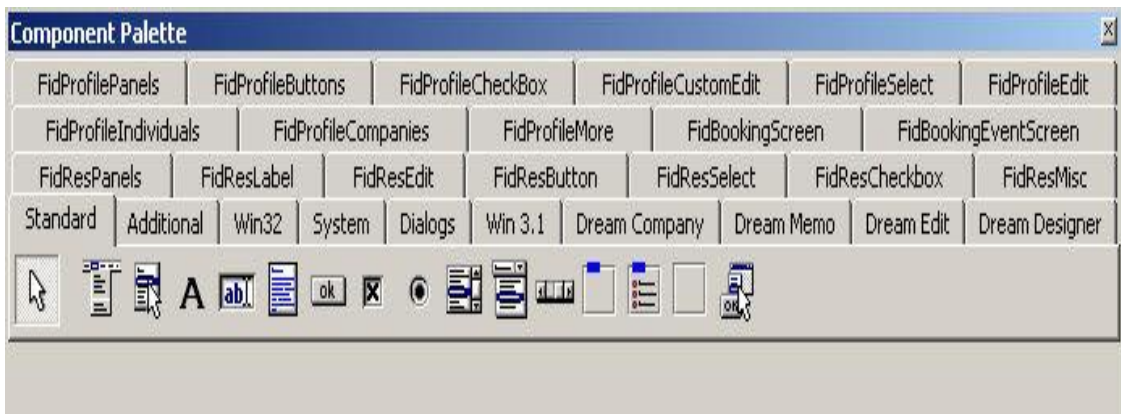 Component Palette
FidProfilePanels FidProfileButtons FidProfileCheckBox FidProfileCustomEdit FidProfileSelect FidProfileEdit
FidProfileIndividuals FidProfileCompanies FidProfileMore FidBookingScreen FidBookingEventScreen
FidResPanels FidResLabel FidResEdit FidResButton FidResSelect FidResCheckbox FidResMisc
Standard Additional Win32 System Dialogs Win 3.1 Dream Company Dream Memo Dream Edit Dream Designer
A ab ok OK